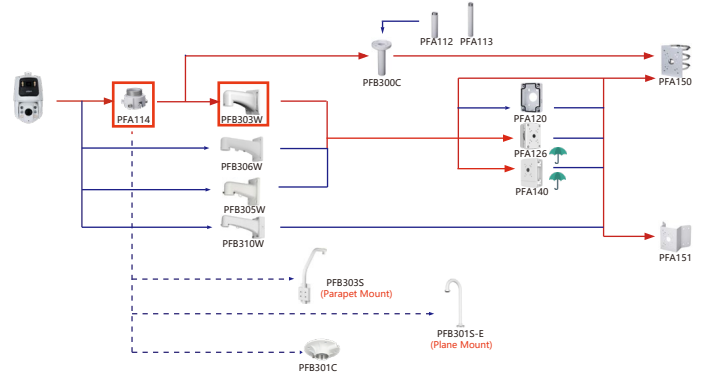 PFA112
PFA113
PFB300C
PFA150
PFA114
PFB303W
PFA120
PFA126
PFB306W
PFA140
PFB305W
PFB310W
PFA151
PFB303S
(Parapet Mount)
PFB301S-E
(Plane Mount)
PFB301C